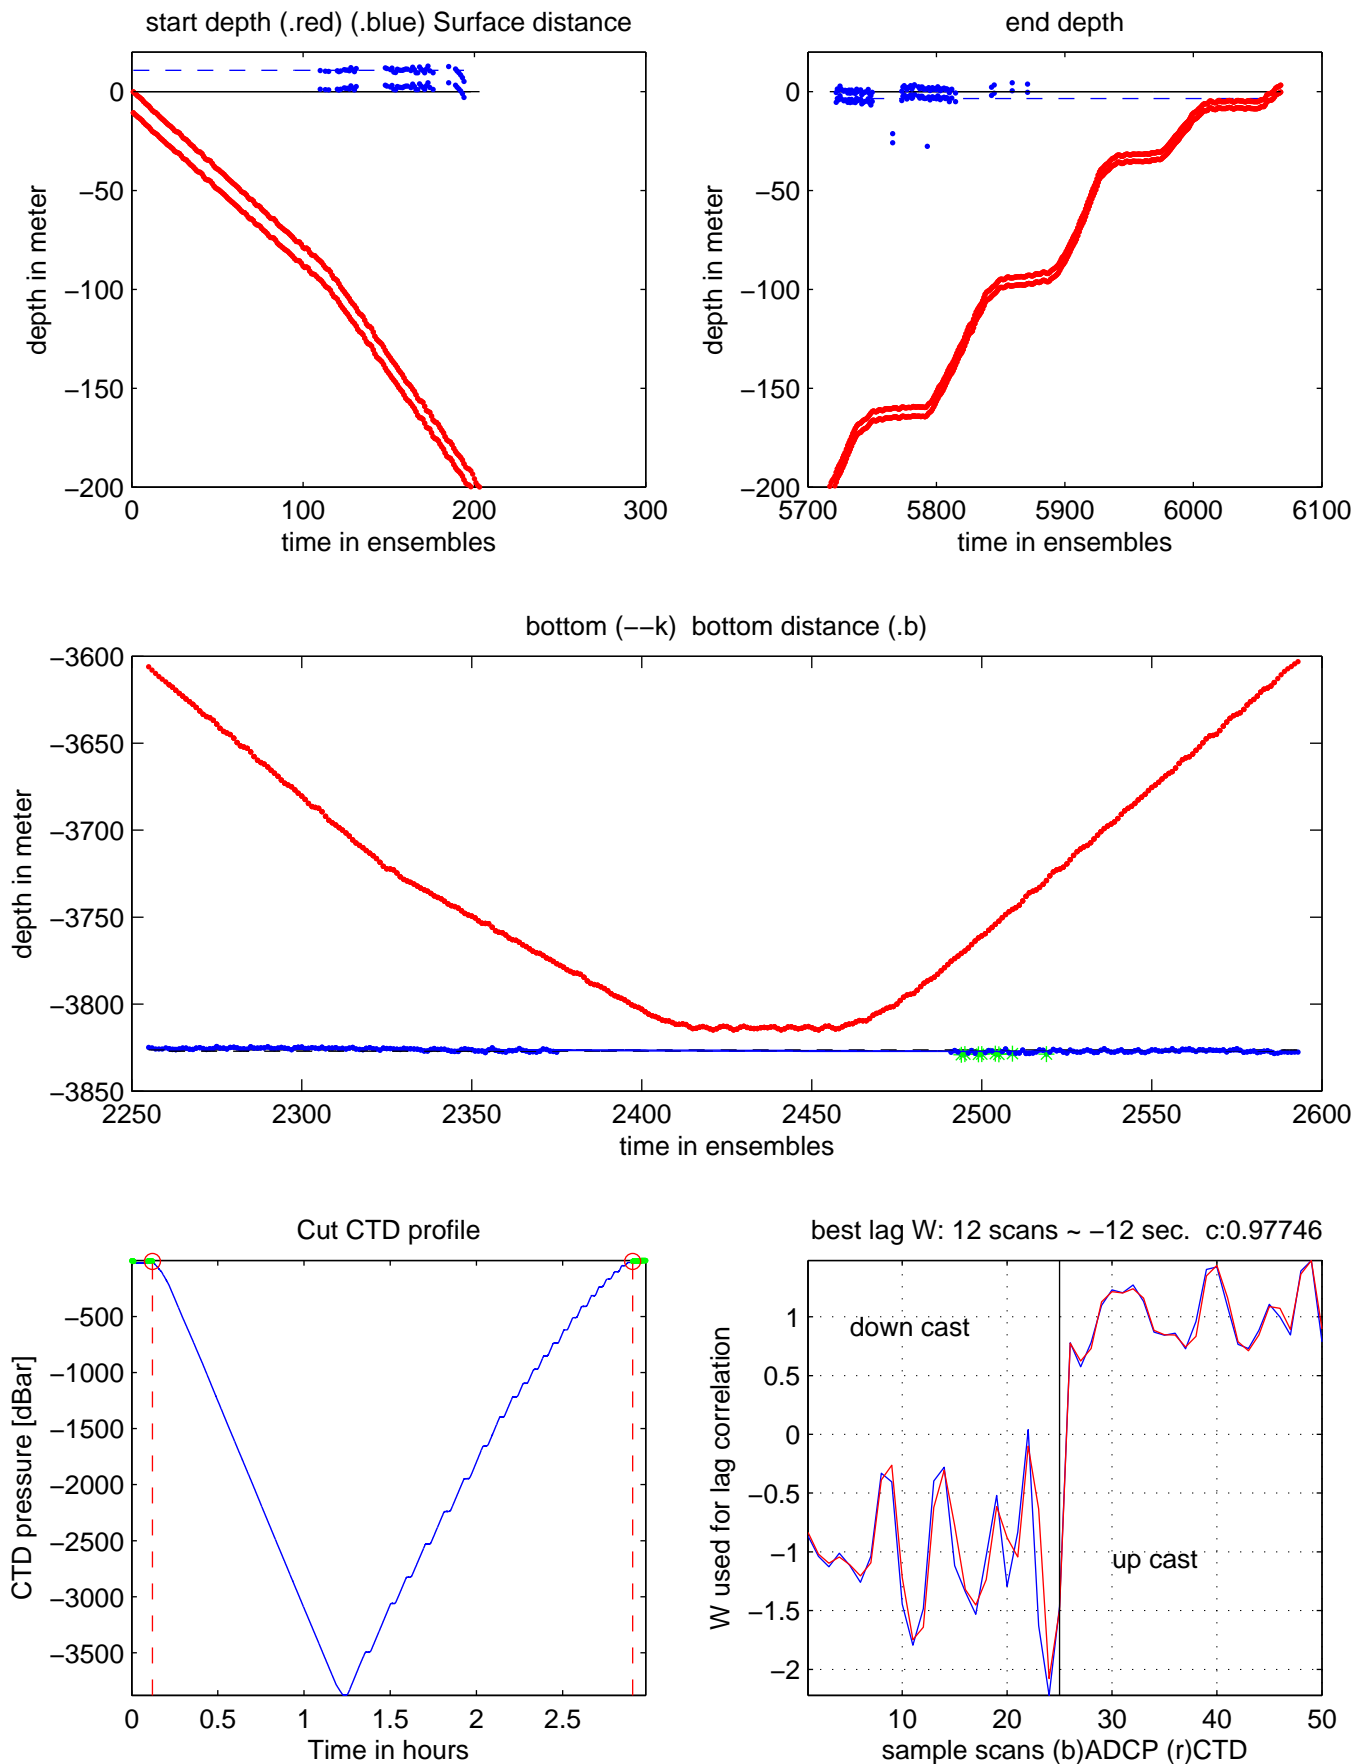 start depth (.red) (.blue) Surface distance
end depth
0
−50
−100
−150
−200
depth in meter
0 100 200 300
time in ensembles
0
−50
−100
−150
−200
depth in meter
5700 5800 5900 6000 6100
time in ensembles
bottom (−−k)  bottom distance (.b)
−3600
−3650
−3700
−3750
−3800
−3850
depth in meter
2250 2300 2350 2400 2450 2500 2550 2600
time in ensembles
Cut CTD profile
−500
−1000
−1500
−2000
−2500
−3000
−3500
CTD pressure [dBar]
0 0.5 1 1.5 2 2.5
Time in hours
best lag W: 12 scans ~ −12 sec.  c:0.97746
1
0.5
0
−0.5
−1
−1.5
−2
W used for lag correlation
down cast
up cast
10 20 30 40 50
sample scans (b)ADCP (r)CTD